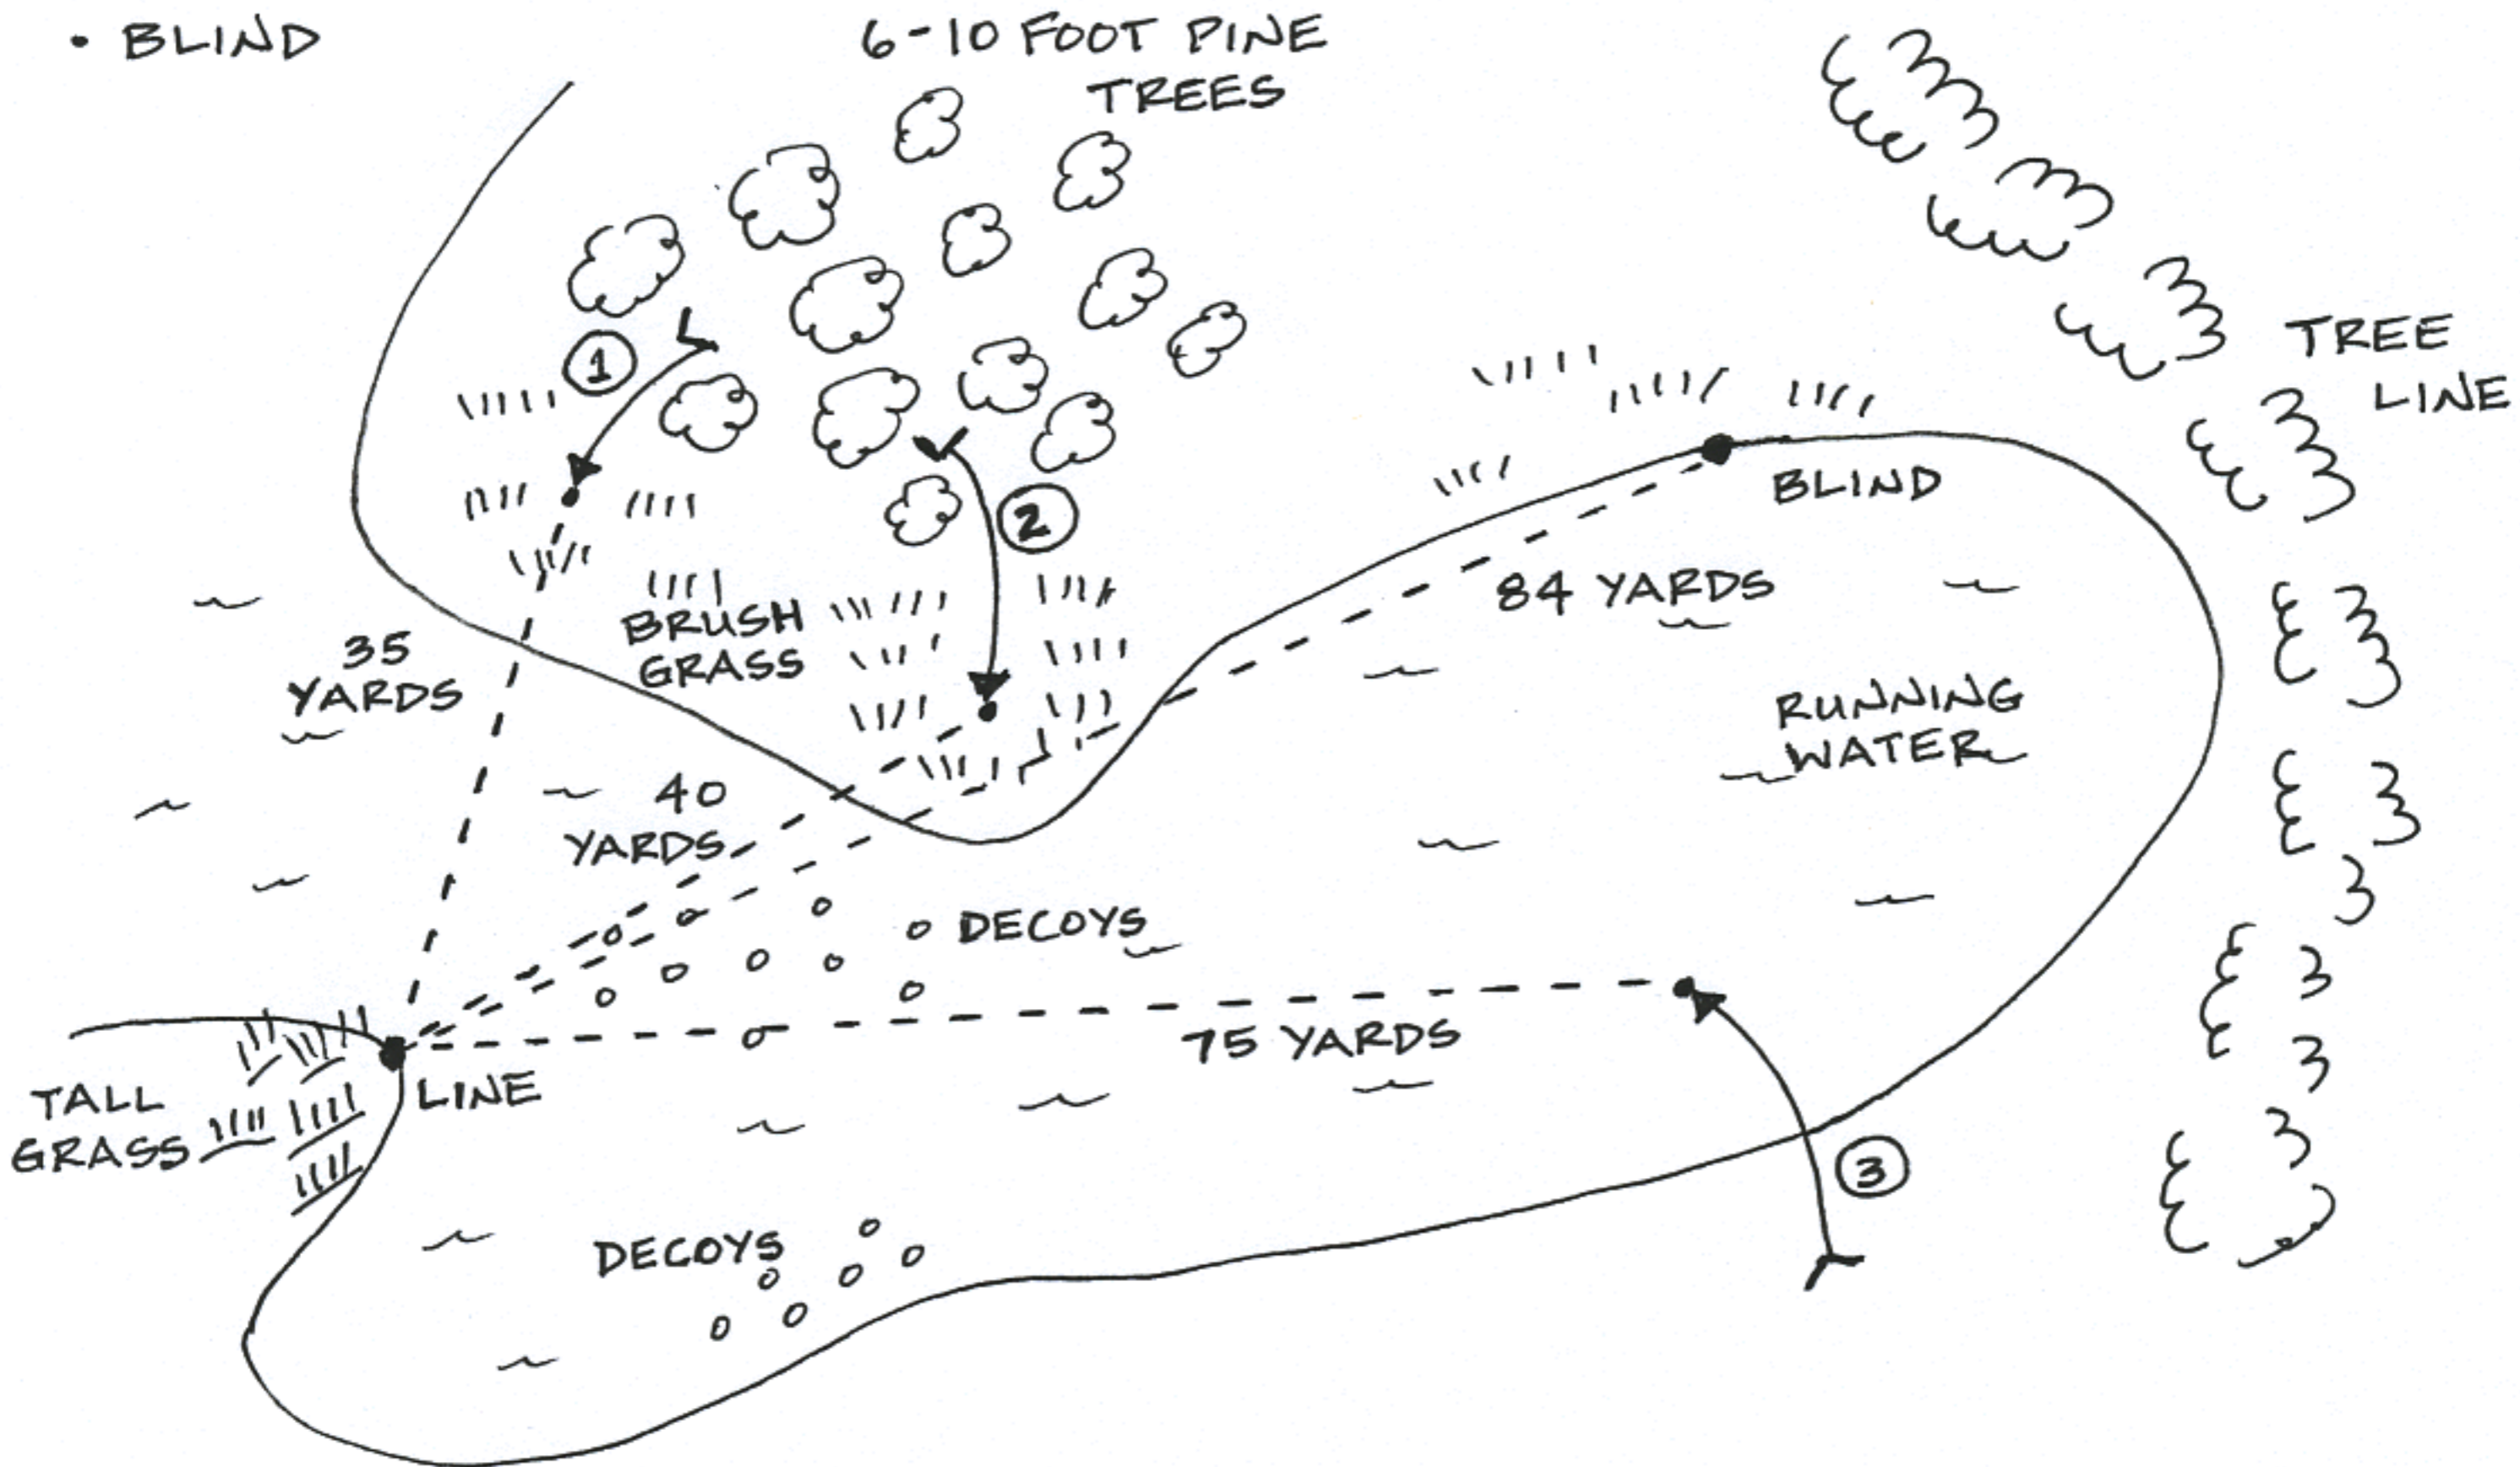 • BLIND
6-10 FOOT PINE
TREES
TREE
LINE
1
BLIND
2
84 YARDS
BRUSH
GRASS
35
YARDS
RUNNING
WATER
40
YARDS
DECOYS
75 YARDS
LINE
TALL
GRASS
3
DECOYS